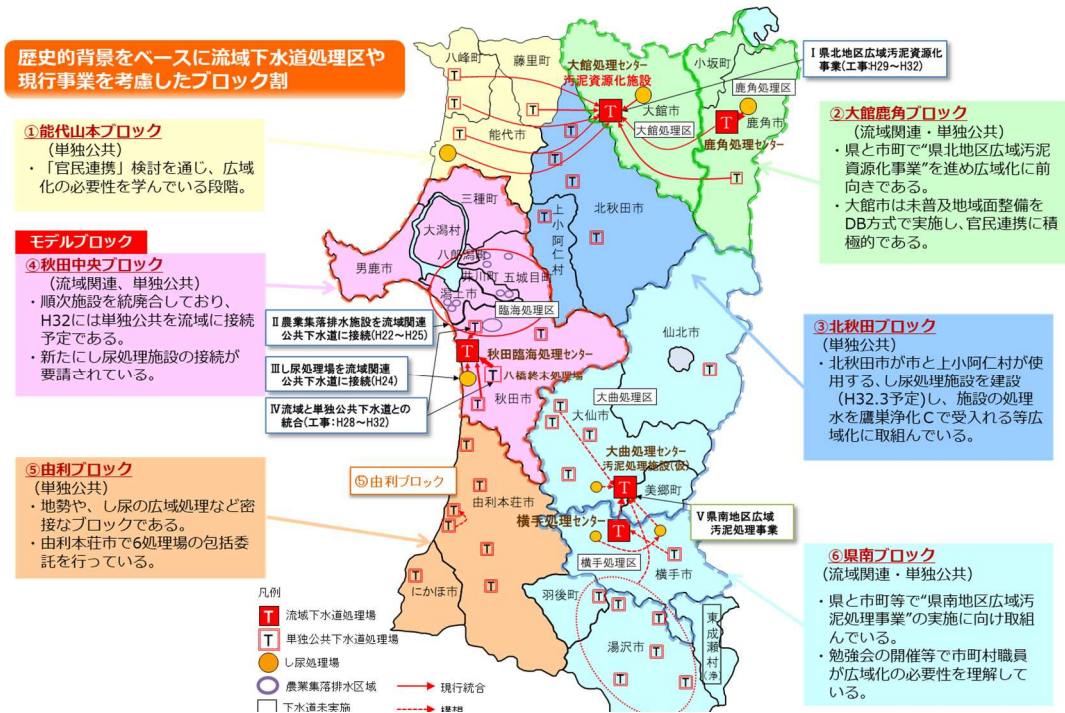 歴史的背景をベースに流域下水道処理区や
現行事業を考慮したブロック割
①能代山本ブロック
(単独公共)
・「官民連携」検討を通じ、広域
化の必要性を学んでいる段階。
モデルブロック
④秋田中央ブロック
(流域関連、単独公共)
・順次施設を統廃合しており、
H32には単独公共を流域に接続
予定である。
・新たにし尿処理施設の接続が
要請されている。
⑤由利ブロック
(単独公共)
・地勢や、し尿の広域処理など密
接なブロックである。
・由利本荘市で6処理場の包括委
託を行っている。
Ⅰ県北地区広域汚泥資源化
事業(工事:H29～H32)
②大館鹿角ブロック
(流域関連・単独公共)
・県と市町で“県北地区広域汚泥
資源化事業”を進め広域化に前
向きである。
・大館市は未普及地域面整備を
DB方式で実施し、官民連携に積
極的である。
③北秋田ブロック
(単独公共)
・北秋田市が市と上小阿仁村が使
用する、し尿処理施設を建設
(H32.3予定)し、施設の処理
水を鷹巣浄化Cで受入れる等広
域化に取組んでいる。
⑥県南ブロック
(流域関連・単独公共)
・県と市町等で“県南地区広域汚
泥処理事業”の実施に向け取組
んでいる。
・勉強会の開催等で市町村職員
が広域化の必要性を理解して
いる。
Ⅱ農業集落排水施設を流域関連
公共下水道に接続(H22～H25)
Ⅲし尿処理場を流域関連
公共下水道に接続(H24)
Ⅳ流域と単独公共下水道との
統合(工事:H28～H32)
Ⅴ県南地区広域
汚泥処理事業
⑤由利ブロック
八峰町
藤里町
能代市
大館処理センター
汚泥資源化施設
大館市
大館処理区
小坂町
鹿角処理区
鹿角市
鹿角処理センター
三種町
大潟村
男鹿市
八郎潟町
井川町
五城目町
潟上市
臨海処理区
北秋田市
上小阿仁村
秋田臨海処理センター
八橋終末処理場
秋田市
仙北市
大曲処理区
大仙市
大曲処理センター
汚泥処理施設(仮)
美郷町
横手処理センター
横手処理区
横手市
由利本荘市
にかほ市
羽後町
湯沢市
東成瀬村(浄)
凡例
T 流域下水道処理場
T 単独公共下水道処理場
し尿処理場
農業集落排水区域
下水道未実施
現行統合
構想